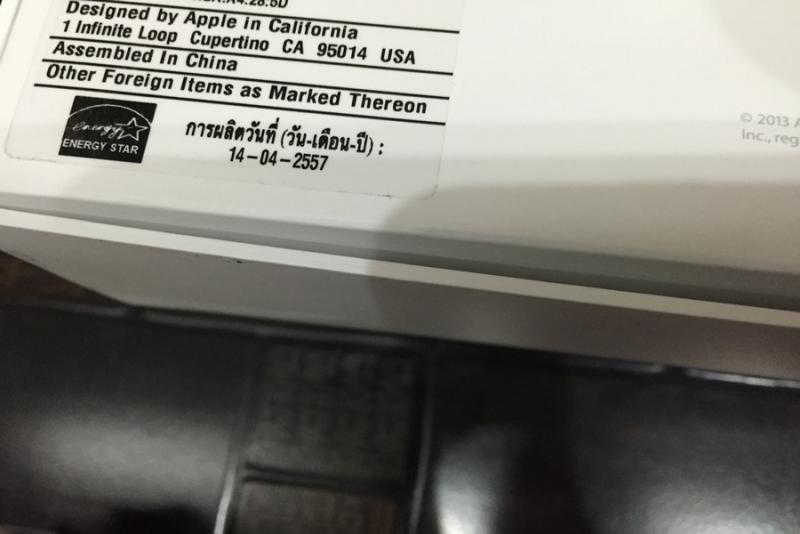 Designed by Apple in California
1 Infinite Loop Cupertino CA 95014 USA
Assembled In China
Other Foreign Items as Marked Thereon
energy
ENERGY STAR
การผลิตวันที่ (วัน-เดือน-ปี) :
14-04-2557
© 2013
Inc.,